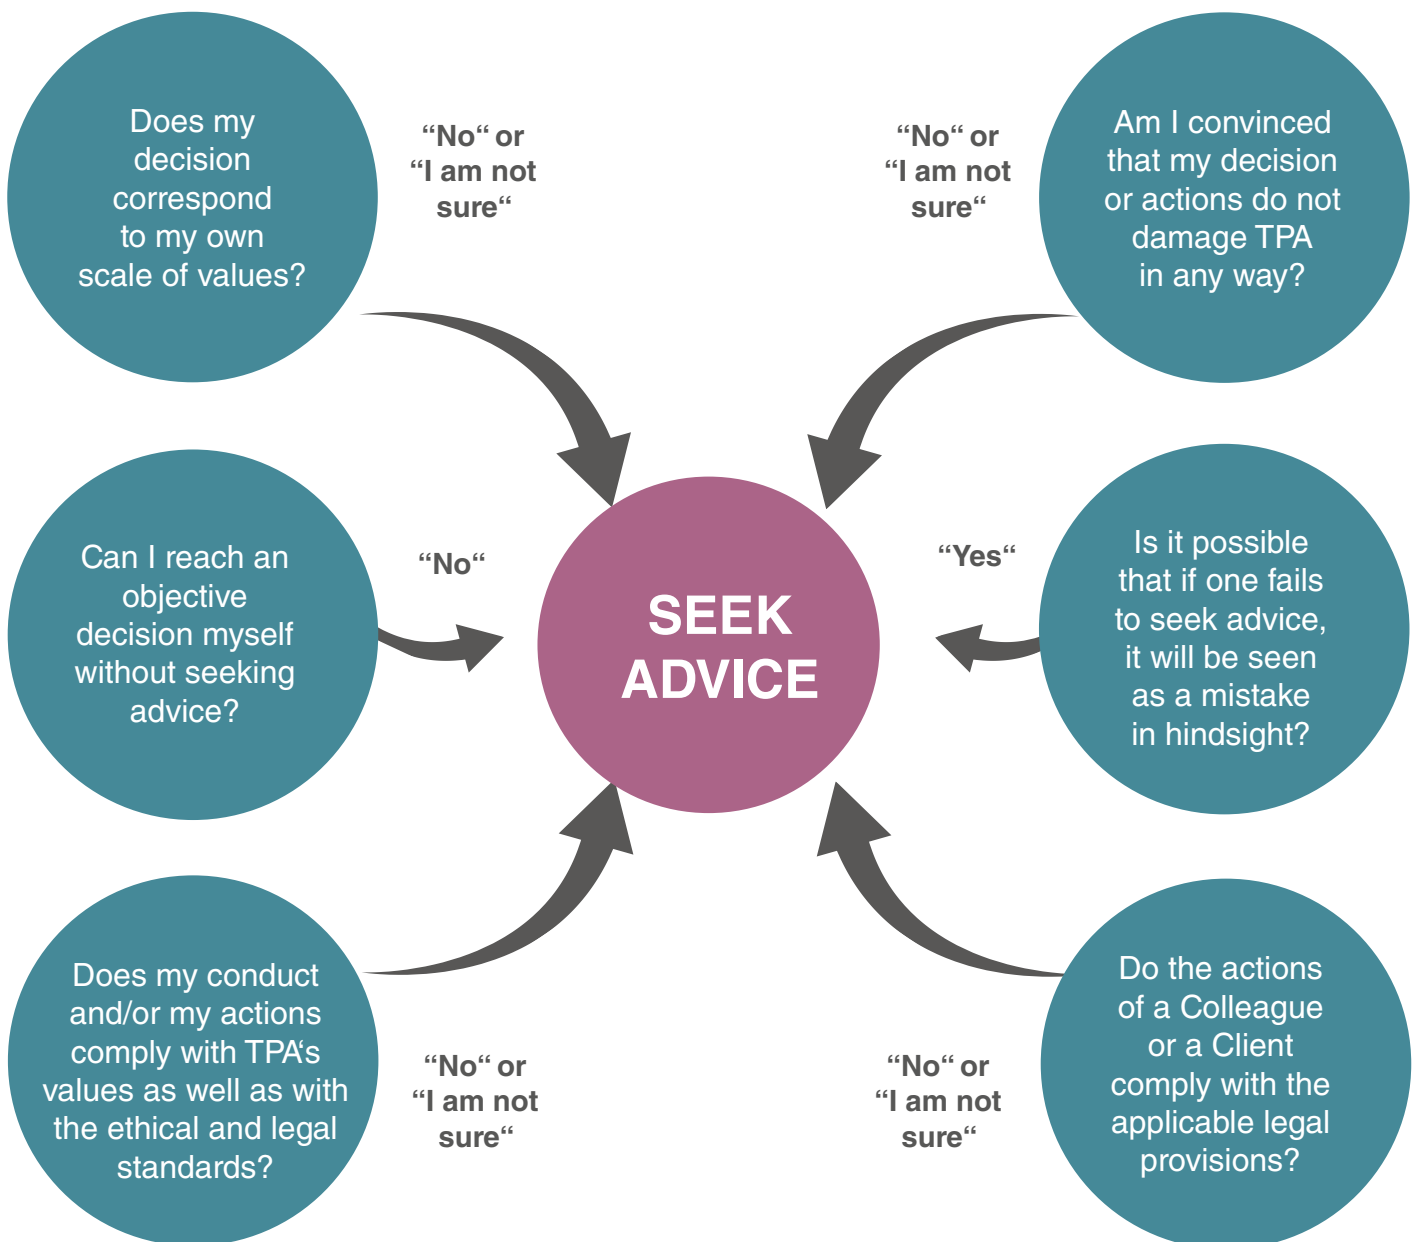 Does my
decision
correspond
to my own
scale of values?
“No“ or
“I am not
sure“
“No“ or
“I am not
sure“
Am I convinced
that my decision
or actions do not
damage TPA
in any way?
Can I reach an
objective
decision myself
without seeking
advice?
“No“
SEEK
ADVICE
“Yes“
Is it possible
that if one fails
to seek advice,
it will be seen
as a mistake
in hindsight?
Does my conduct
and/or my actions
comply with TPA‘s
values as well as with
the ethical and legal
standards?
“No“ or
“I am not
sure“
“No“ or
“I am not
sure“
Do the actions
of a Colleague
or a Client
comply with the
applicable legal
provisions?